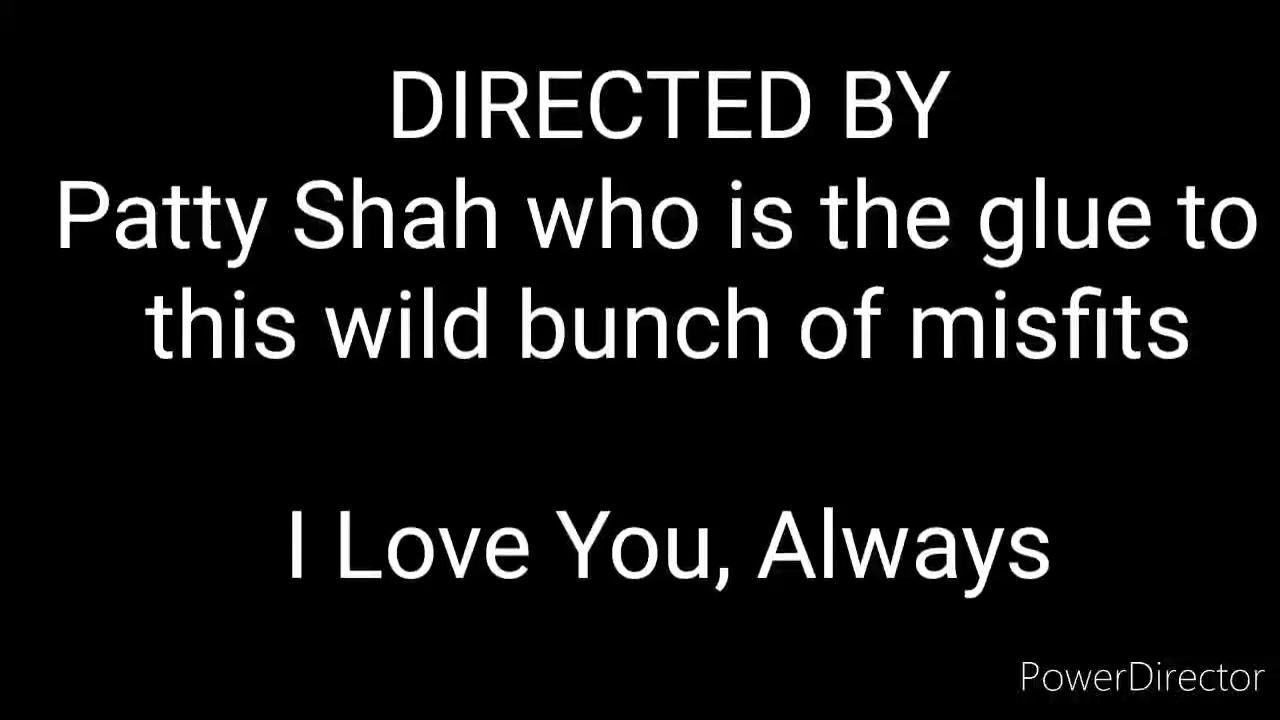 DIRECTED BY
Patty Shah who is the glue to
this wild bunch of misfits
I Love You, Always
PowerDirector